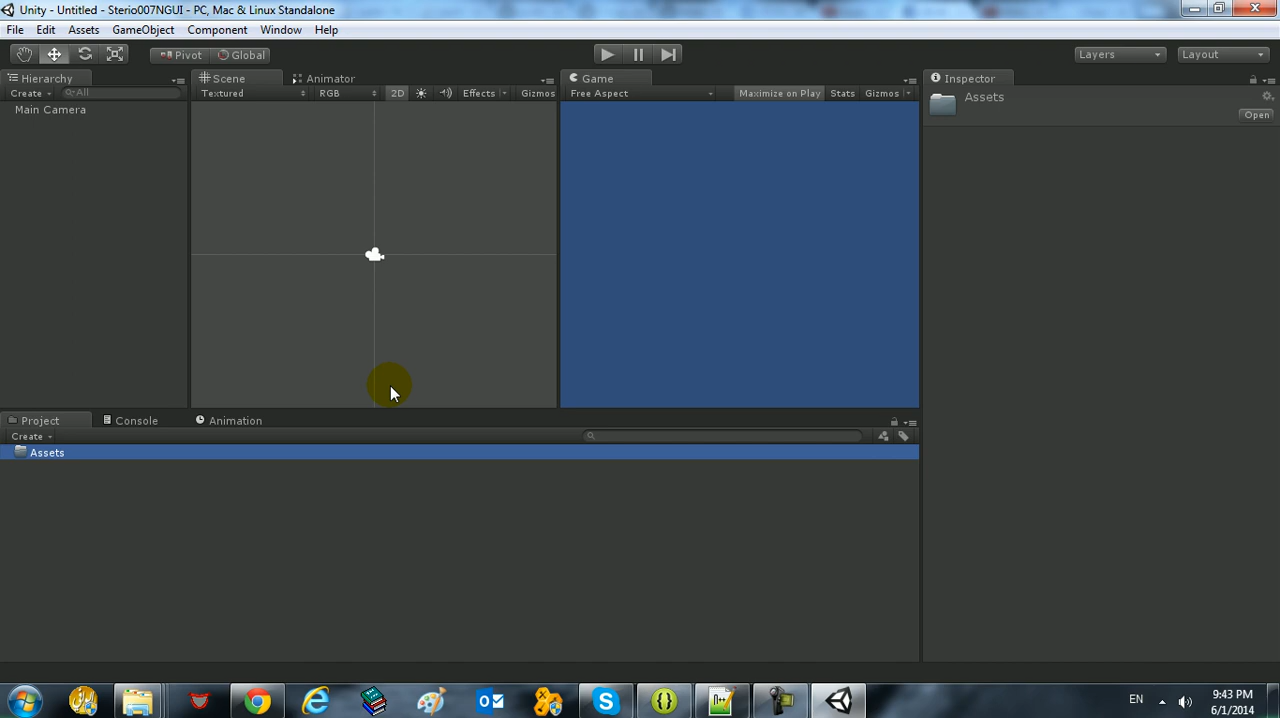 Unity - Untitled - Sterio007NGUI - PC, Mac & Linux Standalone
File Edit Assets GameObject Component Window Help
Pivot Global Layers Layout
Hierarchy Scene Animator Game Inspector
Create All Textured RGB 2D Effects Gizmos Free Aspect Maximize on Play Stats Gizmos Assets
Main Camera Open
Project Console Animation
Create
Assets
EN 9:43 PM
6/1/2014